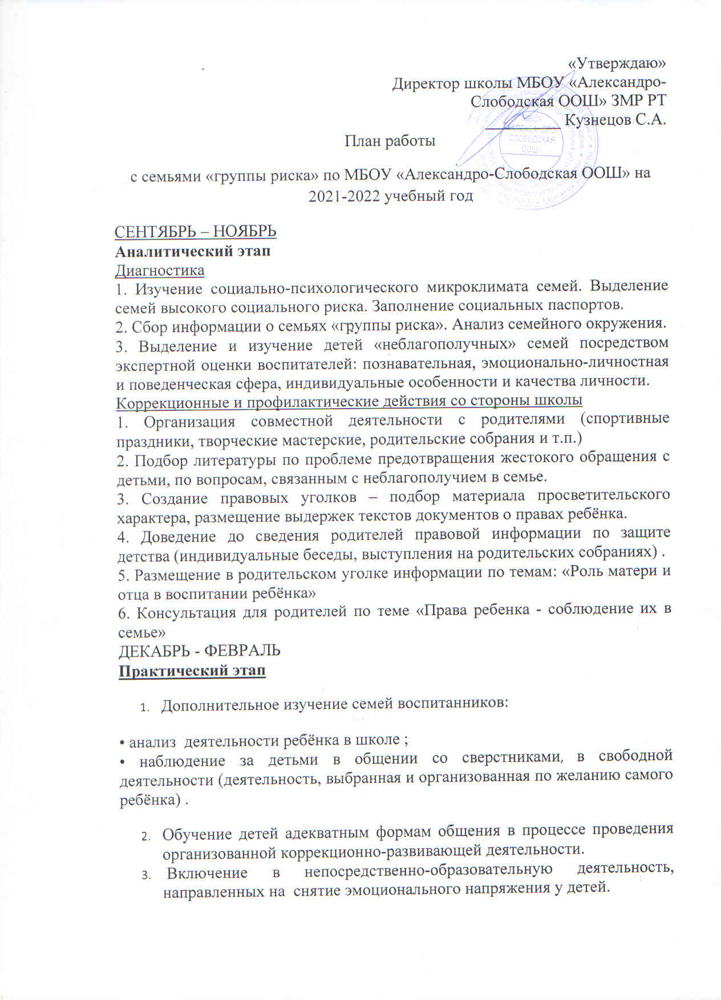 «Утверждаю»
Директор школы МБОУ «Александро-
Слободская ООШ» ЗМР РТ
Кузнецов С.А.
МБОУ
«АЛЕКСАНДРО-
СЛОБОДСКАЯ
ООШ»
План работы
с семьями «группы риска» по МБОУ «Александро-Слободская ООШ» на
2021-2022 учебный год
СЕНТЯБРЬ – НОЯБРЬ
Аналитический этап
Диагностика
1. Изучение социально-психологического микроклимата семей. Выделение
семей высокого социального риска. Заполнение социальных паспортов.
2. Сбор информации о семьях «группы риска». Анализ семейного окружения.
3. Выделение и изучение детей «неблагополучных» семей посредством
экспертной оценки воспитателей: познавательная, эмоционально-личностная
и поведенческая сфера, индивидуальные особенности и качества личности.
Коррекционные и профилактические действия со стороны школы
1. Организация совместной деятельности с родителями (спортивные
праздники, творческие мастерские, родительские собрания и т.п.)
2. Подбор литературы по проблеме предотвращения жестокого обращения с
детьми, по вопросам, связанным с неблагополучием в семье.
3. Создание правовых уголков – подбор материала просветительского
характера, размещение выдержек текстов документов о правах ребёнка.
4. Доведение до сведения родителей правовой информации по защите
детства (индивидуальные беседы, выступления на родительских собраниях) .
5. Размещение в родительском уголке информации по темам: «Роль матери и
отца в воспитании ребёнка»
6. Консультация для родителей по теме «Права ребенка - соблюдение их в
семье»
ДЕКАБРЬ - ФЕВРАЛЬ
Практический этап
1. Дополнительное изучение семей воспитанников:
• анализ деятельности ребёнка в школе ;
• наблюдение за детьми в общении со сверстниками, в свободной
деятельности (деятельность, выбранная и организованная по желанию самого
ребёнка) .
2. Обучение детей адекватным формам общения в процессе проведения
организованной коррекционно-развивающей деятельности.
3. Включение в непосредственно-образовательную деятельность,
направленных на снятие эмоционального напряжения у детей.